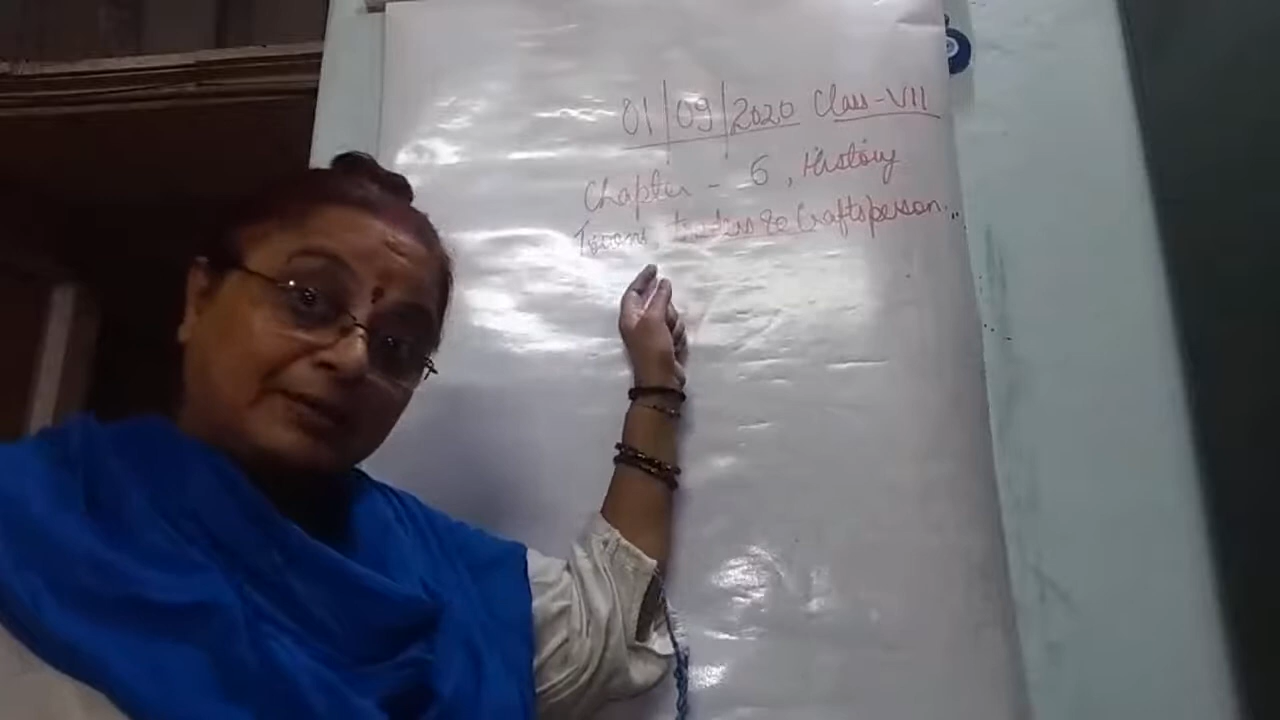 01|09|2020 Class-VII
Chapter - 6, History
Towns traders & Craftsperson...